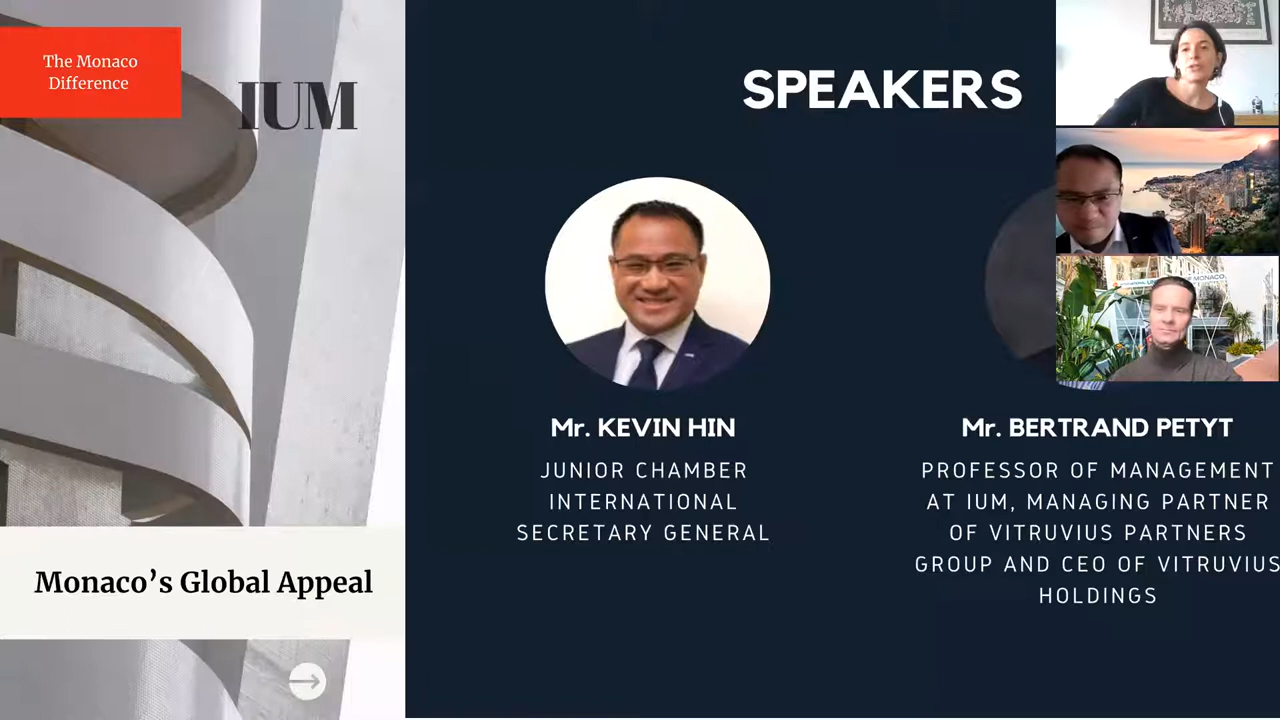 The Monaco
Difference
IUM
Monaco's Global Appeal
SPEAKERS
Mr. KEVIN HIN
JUNIOR CHAMBER
INTERNATIONAL
SECRETARY GENERAL
Mr. BERTRAND PETYT
PROFESSOR OF MANAGEMENT
AT IUM, MANAGING PARTNER
OF VITRUVIUS PARTNERS
GROUP AND CEO OF VITRUVIUS
HOLDINGS